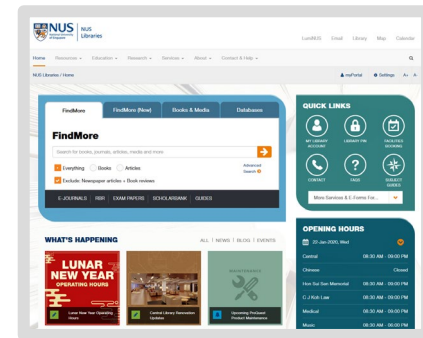 NUS
National University
of Singapore
NUS
Libraries
LumiNUS Email Library Map Calendar
Home Resources Education Research Services About Contact & Help
NUS Libraries / Home
myPortal Settings A+ A-
FindMore
FindMore (New)
Books & Media
Databases
FindMore
Search for books, journals, articles, media and more
Everything Books Articles
Advanced
Search
Exclude: Newspaper articles + Book reviews
E-JOURNALS RBR EXAM PAPERS SCHOLARBANK GUIDES
QUICK LINKS
MY LIBRARY
ACCOUNT
LIBRARY PIN
FACILITIES
BOOKING
CONTACT
FAQS
SUBJECT
GUIDES
More Services & E-Forms For...
WHAT'S HAPPENING
ALL | NEWS | BLOG | EVENTS
LUNAR
NEW YEAR
OPERATING HOURS
Lunar New Year Operating
Hours
Central Library Renovation
Updates
MAINTENANCE
Upcoming ProQuest
Product Maintenance
OPENING HOURS
22-Jan-2020, Wed
Central 08:30 AM - 09:00 PM
Chinese Closed
Hon Sui Sen Memorial 08:30 AM - 09:00 PM
C J Koh Law 08:30 AM - 09:00 PM
Medical 08:30 AM - 09:00 PM
Music 08:30 AM - 09:00 PM